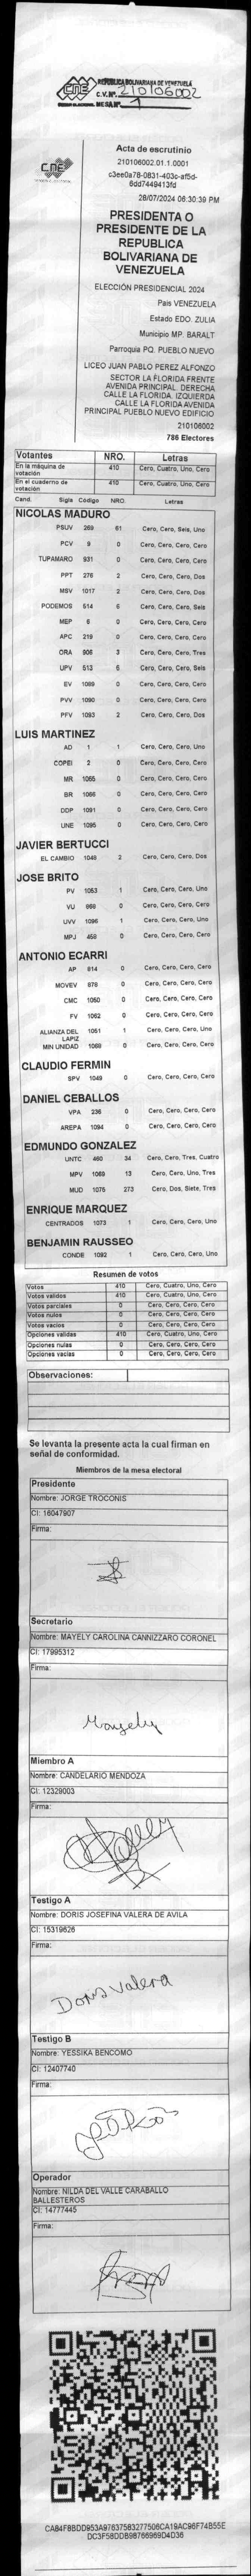 REPUBLICA BOLIVARIANA DE VENEZUELA
CNE
C.V.Nº. 210106002
MESA Nº. 1
CNE
Acta de escrutinio
210106002.01.1.0001
c3ee0a78-0831-403c-af5d-
6dd7449413fd
28/07/2024 06:30:39 PM
PRESIDENTA O
PRESIDENTE DE LA
REPUBLICA
BOLIVARIANA DE
VENEZUELA
ELECCIÓN PRESIDENCIAL 2024
Pais VENEZUELA
Estado EDO. ZULIA
Municipio MP. BARALT
Parroquia PQ. PUEBLO NUEVO
LICEO JUAN PABLO PEREZ ALFONZO
SECTOR LA FLORIDA FRENTE
AVENIDA PRINCIPAL. DERECHA
CALLE LA FLORIDA. IZQUIERDA
CALLE LA FLORIDA AVENIDA
PRINCIPAL PUEBLO NUEVO EDIFICIO
210106002
786 Electores
Votantes NRO. Letras
En la máquina de votación 410 Cero, Cuatro, Uno, Cero
En el cuaderno de votación 410 Cero, Cuatro, Uno, Cero
Cand. Sigla Código NRO. Letras
NICOLAS MADURO
PSUV 269 61 Cero, Cero, Seis, Uno
PCV 9 0 Cero, Cero, Cero, Cero
TUPAMARO 931 0 Cero, Cero, Cero, Cero
PPT 276 2 Cero, Cero, Cero, Dos
MSV 1017 2 Cero, Cero, Cero, Dos
PODEMOS 514 6 Cero, Cero, Cero, Seis
MEP 6 0 Cero, Cero, Cero, Cero
APC 219 0 Cero, Cero, Cero, Cero
ORA 906 3 Cero, Cero, Cero, Tres
UPV 513 6 Cero, Cero, Cero, Seis
EV 1089 0 Cero, Cero, Cero, Cero
PVV 1090 0 Cero, Cero, Cero, Cero
PFV 1093 2 Cero, Cero, Cero, Dos
LUIS MARTINEZ
AD 1 1 Cero, Cero, Cero, Uno
COPEI 2 0 Cero, Cero, Cero, Cero
MR 1065 0 Cero, Cero, Cero, Cero
BR 1066 0 Cero, Cero, Cero, Cero
DDP 1091 0 Cero, Cero, Cero, Cero
UNE 1095 0 Cero, Cero, Cero, Cero
JAVIER BERTUCCI
EL CAMBIO 1048 2 Cero, Cero, Cero, Dos
JOSE BRITO
PV 1053 1 Cero, Cero, Cero, Uno
VU 868 0 Cero, Cero, Cero, Cero
UVV 1096 1 Cero, Cero, Cero, Uno
MPJ 458 0 Cero, Cero, Cero, Cero
ANTONIO ECARRI
AP 814 0 Cero, Cero, Cero, Cero
MOVEV 878 0 Cero, Cero, Cero, Cero
CMC 1050 0 Cero, Cero, Cero, Cero
FV 1062 0 Cero, Cero, Cero, Cero
ALIANZA DEL LAPIZ 1051 1 Cero, Cero, Cero, Uno
MIN UNIDAD 1088 0 Cero, Cero, Cero, Cero
CLAUDIO FERMIN
SPV 1049 0 Cero, Cero, Cero, Cero
DANIEL CEBALLOS
VPA 236 0 Cero, Cero, Cero, Cero
AREPA 1094 0 Cero, Cero, Cero, Cero
EDMUNDO GONZALEZ
UNTC 460 34 Cero, Cero, Tres, Cuatro
MPV 1069 13 Cero, Cero, Uno, Tres
MUD 1075 273 Cero, Dos, Siete, Tres
ENRIQUE MARQUEZ
CENTRADOS 1073 1 Cero, Cero, Cero, Uno
BENJAMIN RAUSSEO
CONDE 1092 1 Cero, Cero, Cero, Uno
Resumen de votos
Votos 410 Cero, Cuatro, Uno, Cero
Votos validos 410 Cero, Cuatro, Uno, Cero
Votos parciales 0 Cero, Cero, Cero, Cero
Votos nulos 0 Cero, Cero, Cero, Cero
Votos vacios 0 Cero, Cero, Cero, Cero
Opciones validas 410 Cero, Cuatro, Uno, Cero
Opciones nulas 0 Cero, Cero, Cero, Cero
Opciones vacias 0 Cero, Cero, Cero, Cero
Observaciones:
Se levanta la presente acta la cual firman en
señal de conformidad.
Miembros de la mesa electoral
Presidente
Nombre: JORGE TROCONIS
CI: 16047907
Firma:
Secretario
Nombre: MAYELY CAROLINA CANNIZZARO CORONEL
CI: 17995312
Firma:
Mayely
Miembro A
Nombre: CANDELARIO MENDOZA
CI: 12329003
Firma:
Testigo A
Nombre: DORIS JOSEFINA VALERA DE AVILA
CI: 15319626
Firma:
Doris Valera
Testigo B
Nombre: YESSIKA BENCOMO
CI: 12407740
Firma:
Operador
Nombre: NILDA DEL VALLE CARABALLO
BALLESTEROS
CI: 14777445
Firma:
CA84F8BDD953A97637583277506CA19AC96F74B55E
DC3F58DDB98766969D4D36